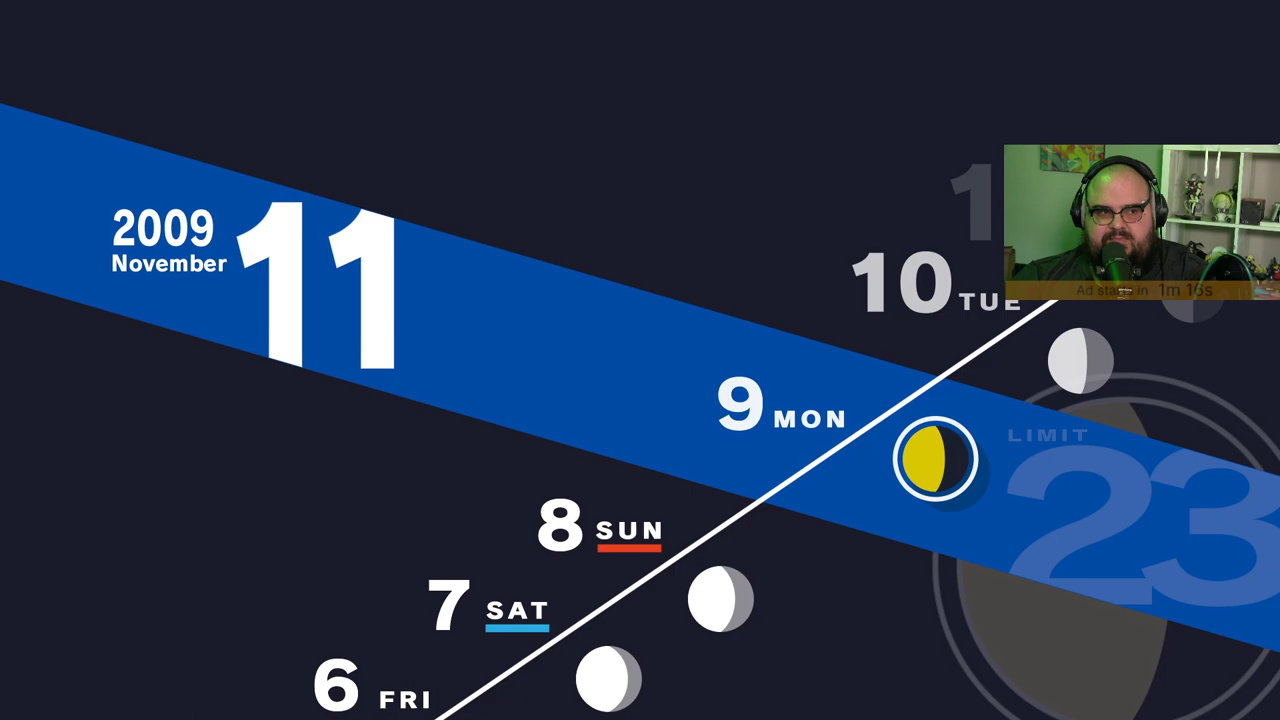 2009
November
11
1
10 TUE
9 MON
8 SUN
7 SAT
6 FRI
LIMIT
23
Ad starts in 1m 16s